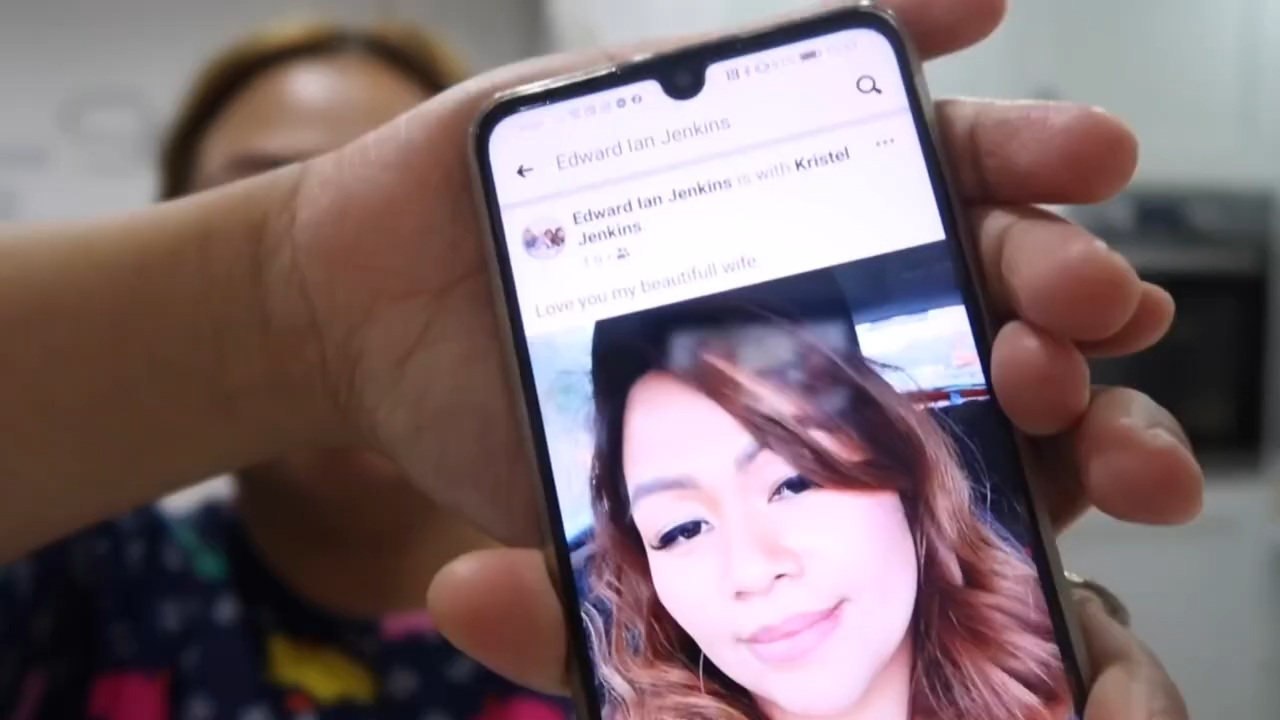 Edward Ian Jenkins
Edward Ian Jenkins is with Kristel
Jenkins
Love you my beautifull wife